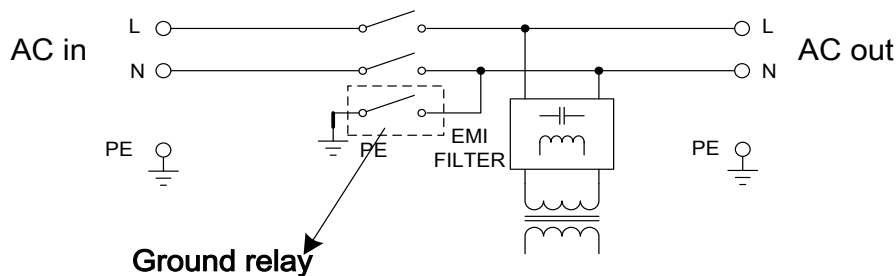 L
L
AC in
AC out
N
N
PE
PE
EMI
FILTER
PE
Ground relay